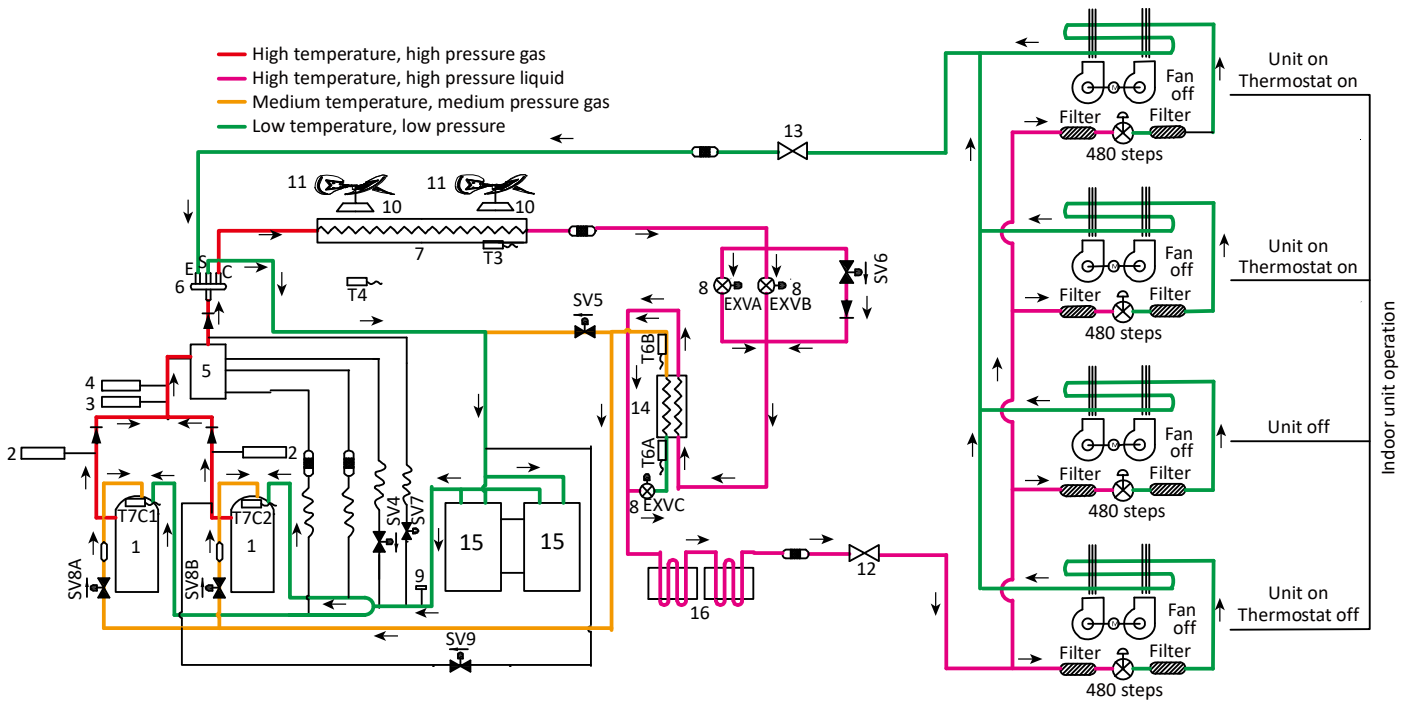 High temperature, high pressure gas
High temperature, high pressure liquid
Medium temperature, medium pressure gas
Low temperature, low pressure
13
11
11
10
10
7
T3
T4
E
S
C
6
SV5
8
EXVA
8
EXVB
SV6
T6B
14
T6A
8
EXVC
5
4
3
2
2
T7C1
1
T7C2
1
SV8A
SV8B
SV4
SV7
9
15
15
SV9
16
12
M
Fan
off
Filter
Filter
480 steps
Unit on
Thermostat on
M
Fan
off
Filter
Filter
480 steps
Unit on
Thermostat on
M
Fan
off
Filter
Filter
480 steps
Unit off
M
Fan
off
Filter
Filter
480 steps
Unit on
Thermostat off
Indoor unit operation